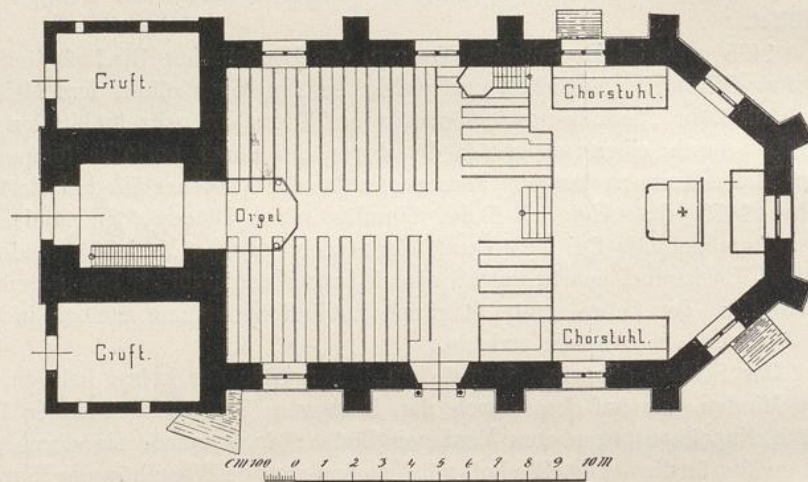 Gruft.
Chorstuhl.
Orgel
Gruft.
Chorstuhl.
CM 100 0 1 2 3 4 5 6 7 8 9 10 M